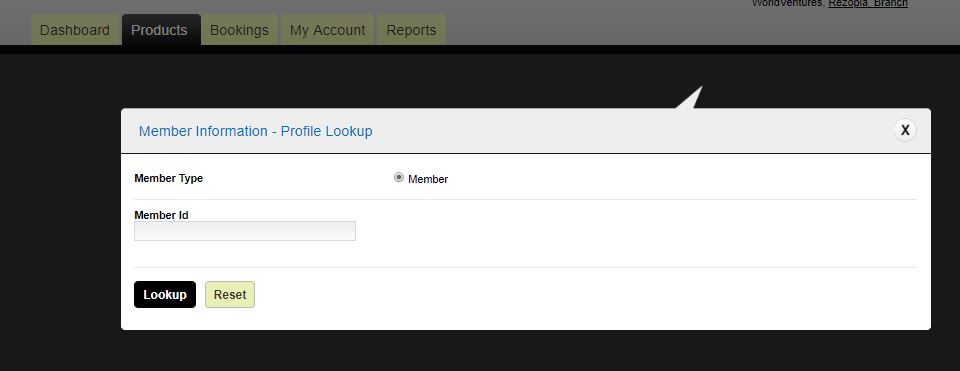 WorldVentures, Rezopia_Branch
Dashboard Products Bookings My Account Reports
Member Information - Profile Lookup X
Member Type Member
Member Id
Lookup Reset